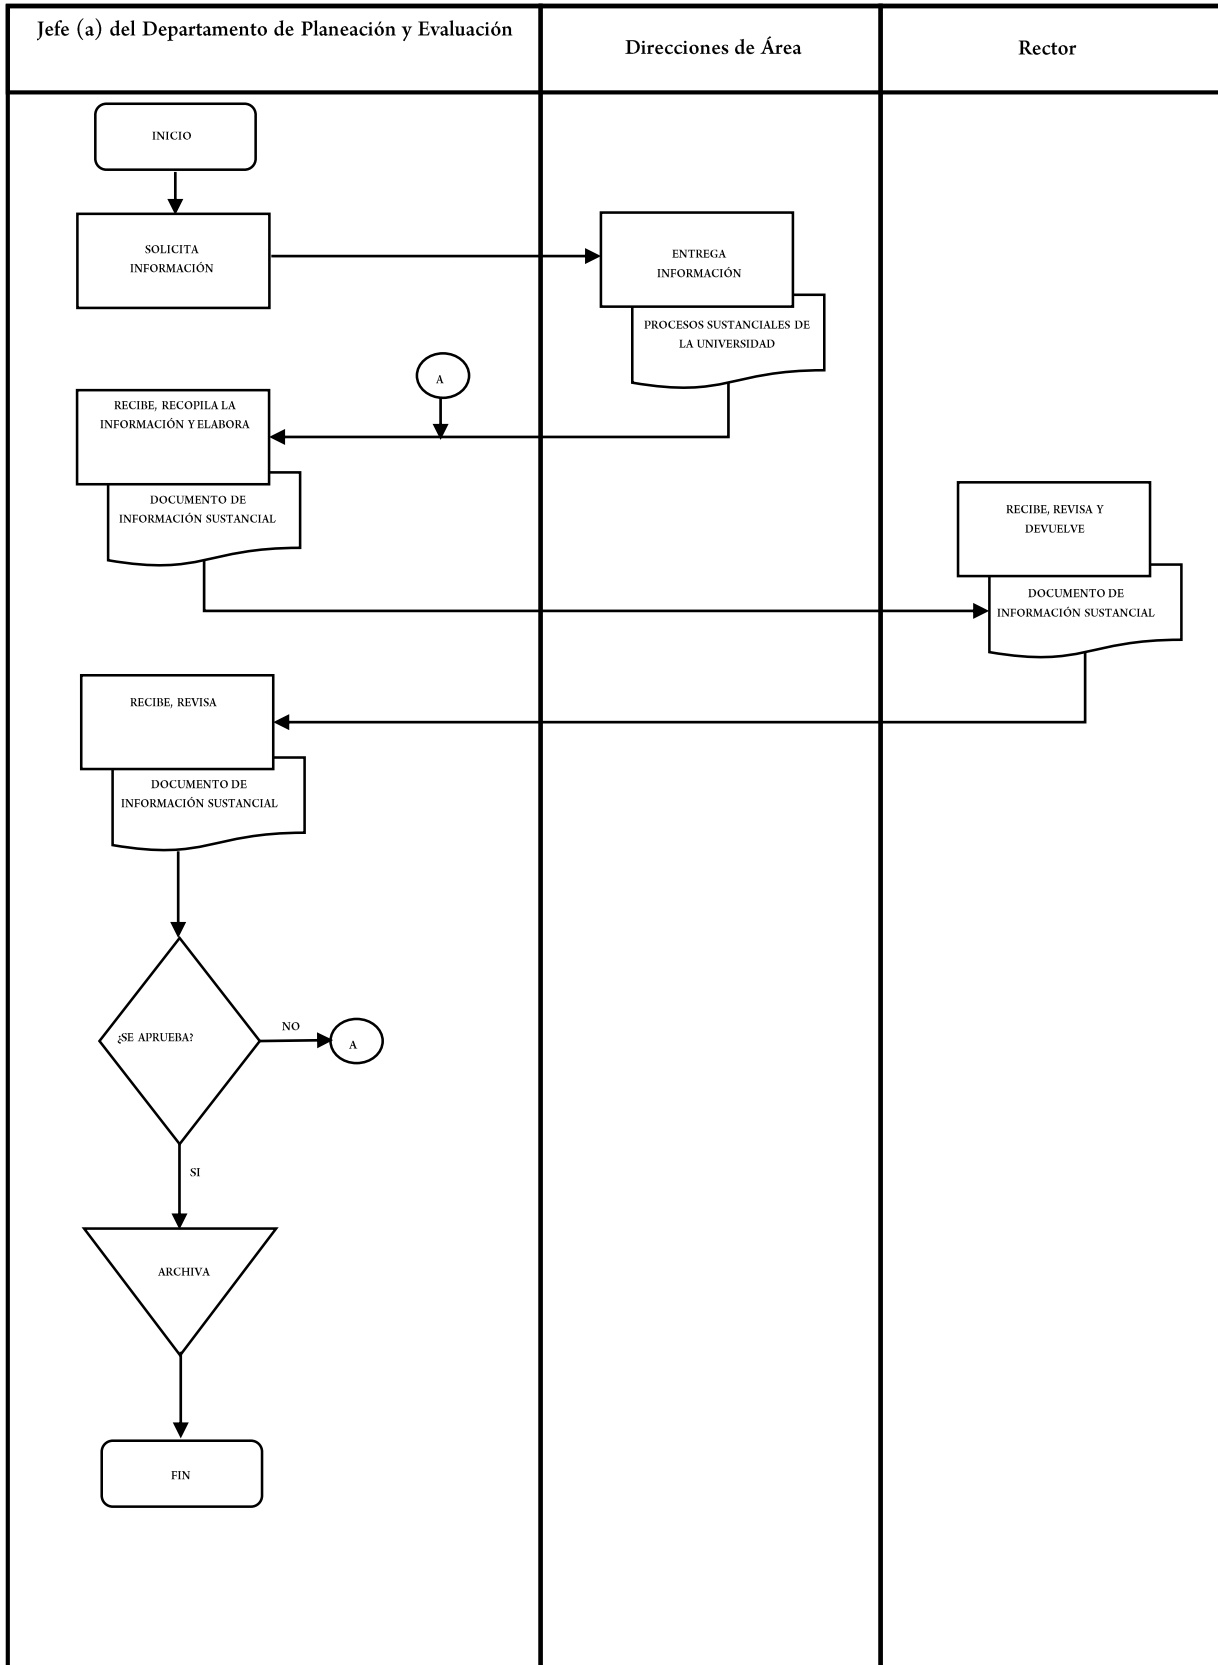 Jefe (a) del Departamento de Planeación y Evaluación
Direcciones de Área
Rector
INICIO
SOLICITA
INFORMACIÓN
ENTREGA
INFORMACIÓN
PROCESOS SUSTANCIALES DE
LA UNIVERSIDAD
A
RECIBE, RECOPILA LA
INFORMACIÓN Y ELABORA
DOCUMENTO DE
INFORMACIÓN SUSTANCIAL
RECIBE, REVISA Y
DEVUELVE
DOCUMENTO DE
INFORMACIÓN SUSTANCIAL
RECIBE, REVISA
DOCUMENTO DE
INFORMACIÓN SUSTANCIAL
¿SE APRUEBA?
NO
A
SI
ARCHIVA
FIN